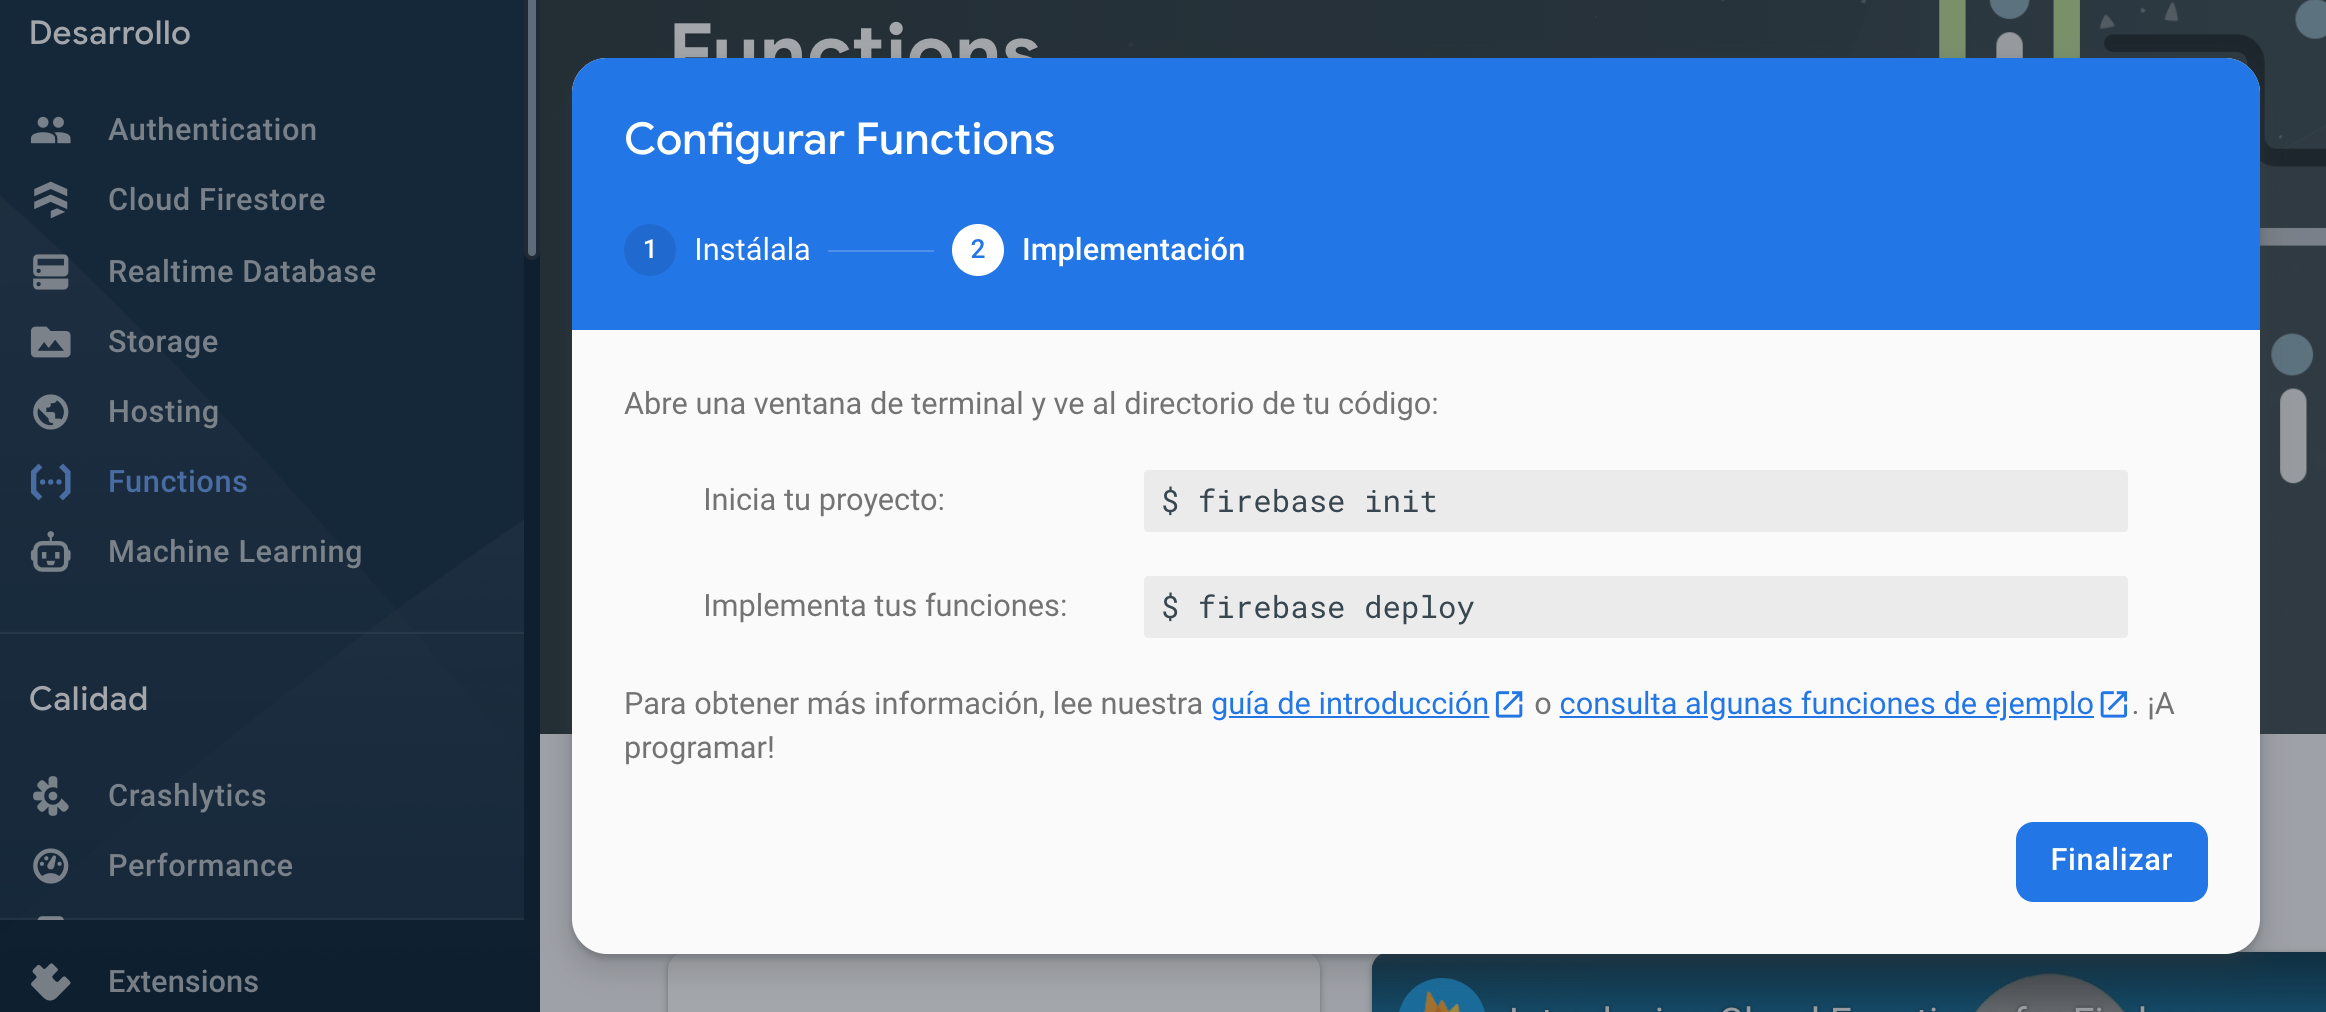 Desarrollo
Authentication
Cloud Firestore
Realtime Database
Storage
Hosting
Functions
Machine Learning
Calidad
Crashlytics
Performance
Extensions
Functions
Configurar Functions
1 Instálala 2 Implementación
Abre una ventana de terminal y ve al directorio de tu código:
Inicia tu proyecto: $ firebase init
Implementa tus funciones: $ firebase deploy
Para obtener más información, lee nuestra guía de introducción o consulta algunas funciones de ejemplo. ¡A
programar!
Finalizar